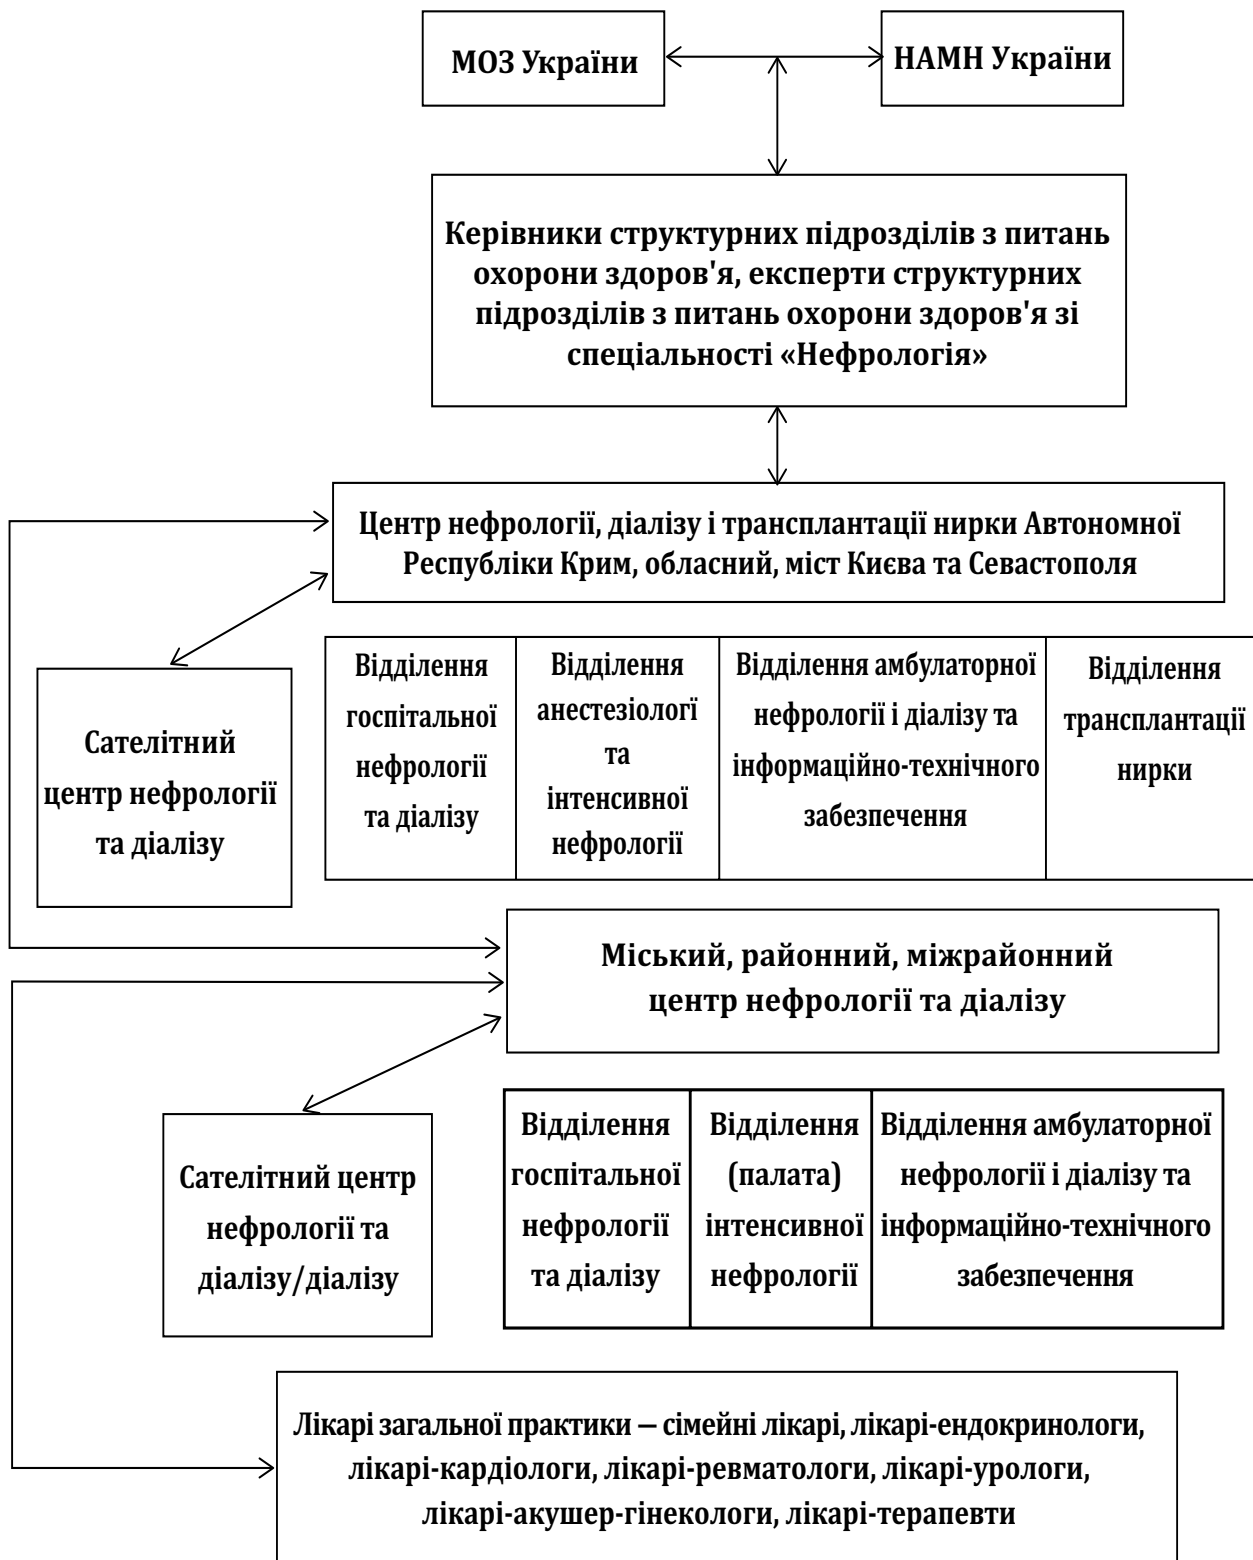 МОЗ України
НАМН України
Керівники структурних підрозділів з питань
охорони здоров'я, експерти структурних
підрозділів з питань охорони здоров'я зі
спеціальності «Нефрологія»
Центр нефрології, діалізу і трансплантації нирки Автономної
Республіки Крим, обласний, міст Києва та Севастополя
Сателітний
центр нефрології
та діалізу
Відділення
госпітальної
нефрології
та діалізу
Відділення
анестезіологі
та
інтенсивної
нефрології
Відділення амбулаторної
нефрології і діалізу та
інформаційно-технічного
забезпечення
Відділення
трансплантації
нирки
Міський, районний, міжрайонний
центр нефрології та діалізу
Сателітний центр
нефрології та
діалізу/діалізу
Відділення
госпітальної
нефрології
та діалізу
Відділення
(палата)
інтенсивної
нефрології
Відділення амбулаторної
нефрології і діалізу та
інформаційно-технічного
забезпечення
Лікарі загальної практики — сімейні лікарі, лікарі-ендокринологи,
лікарі-кардіологи, лікарі-ревматологи, лікарі-урологи,
лікарі-акушер-гінекологи, лікарі-терапевти